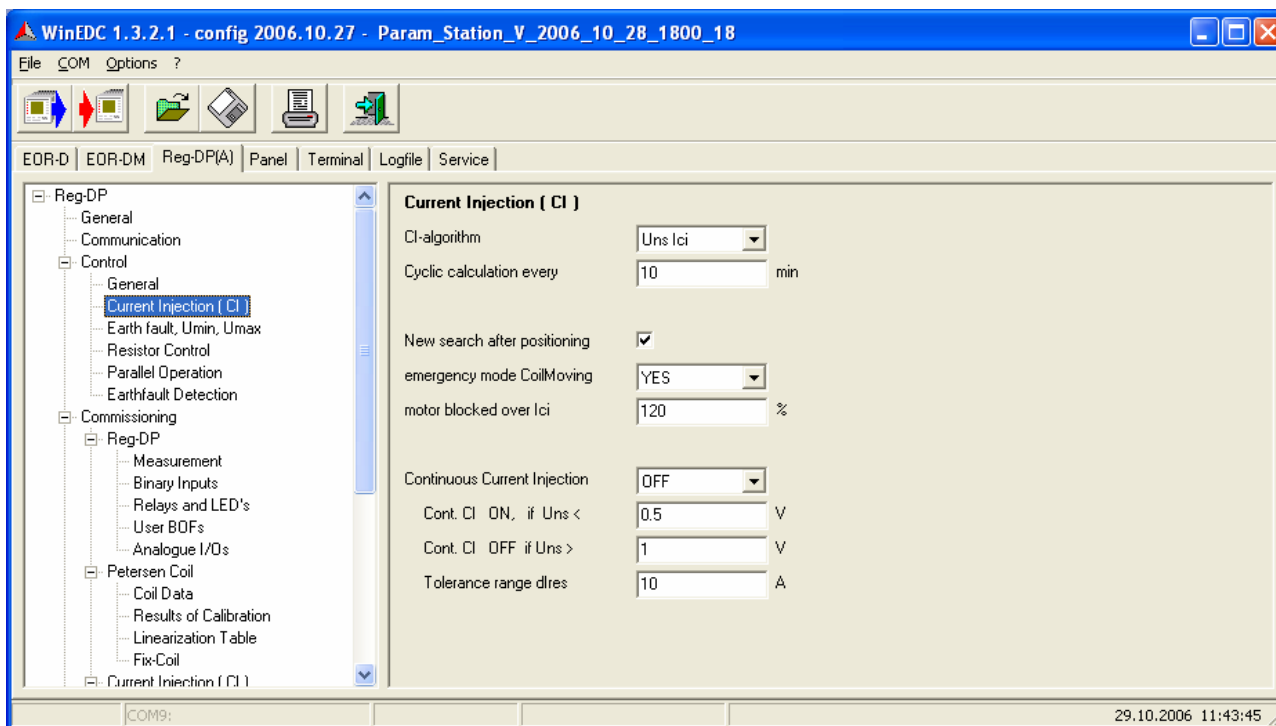 WinEDC 1.3.2.1 - config 2006.10.27 - Param_Station_V_2006_10_28_1800_18
File COM Options ?
EOR-D EOR-DM Reg-DP(A) Panel Terminal Logfile Service
Reg-DP
General
Communication
Control
General
Current Injection ( CI )
Earth fault, Umin, Umax
Resistor Control
Parallel Operation
Earthfault Detection
Commissioning
Reg-DP
Measurement
Binary Inputs
Relays and LED's
User BOFs
Analogue I/Os
Petersen Coil
Coil Data
Results of Calibration
Linearization Table
Fix-Coil
Current Injection ( CI )
Current Injection ( CI )
CI-algorithm Uns Ici
Cyclic calculation every 10 min
New search after positioning
emergency mode CoilMoving YES
motor blocked over Ici 120 %
Continuous Current Injection OFF
Cont. CI ON, if Uns < 0.5 V
Cont. CI OFF if Uns > 1 V
Tolerance range dIres 10 A
COM9: 29.10.2006 11:43:45